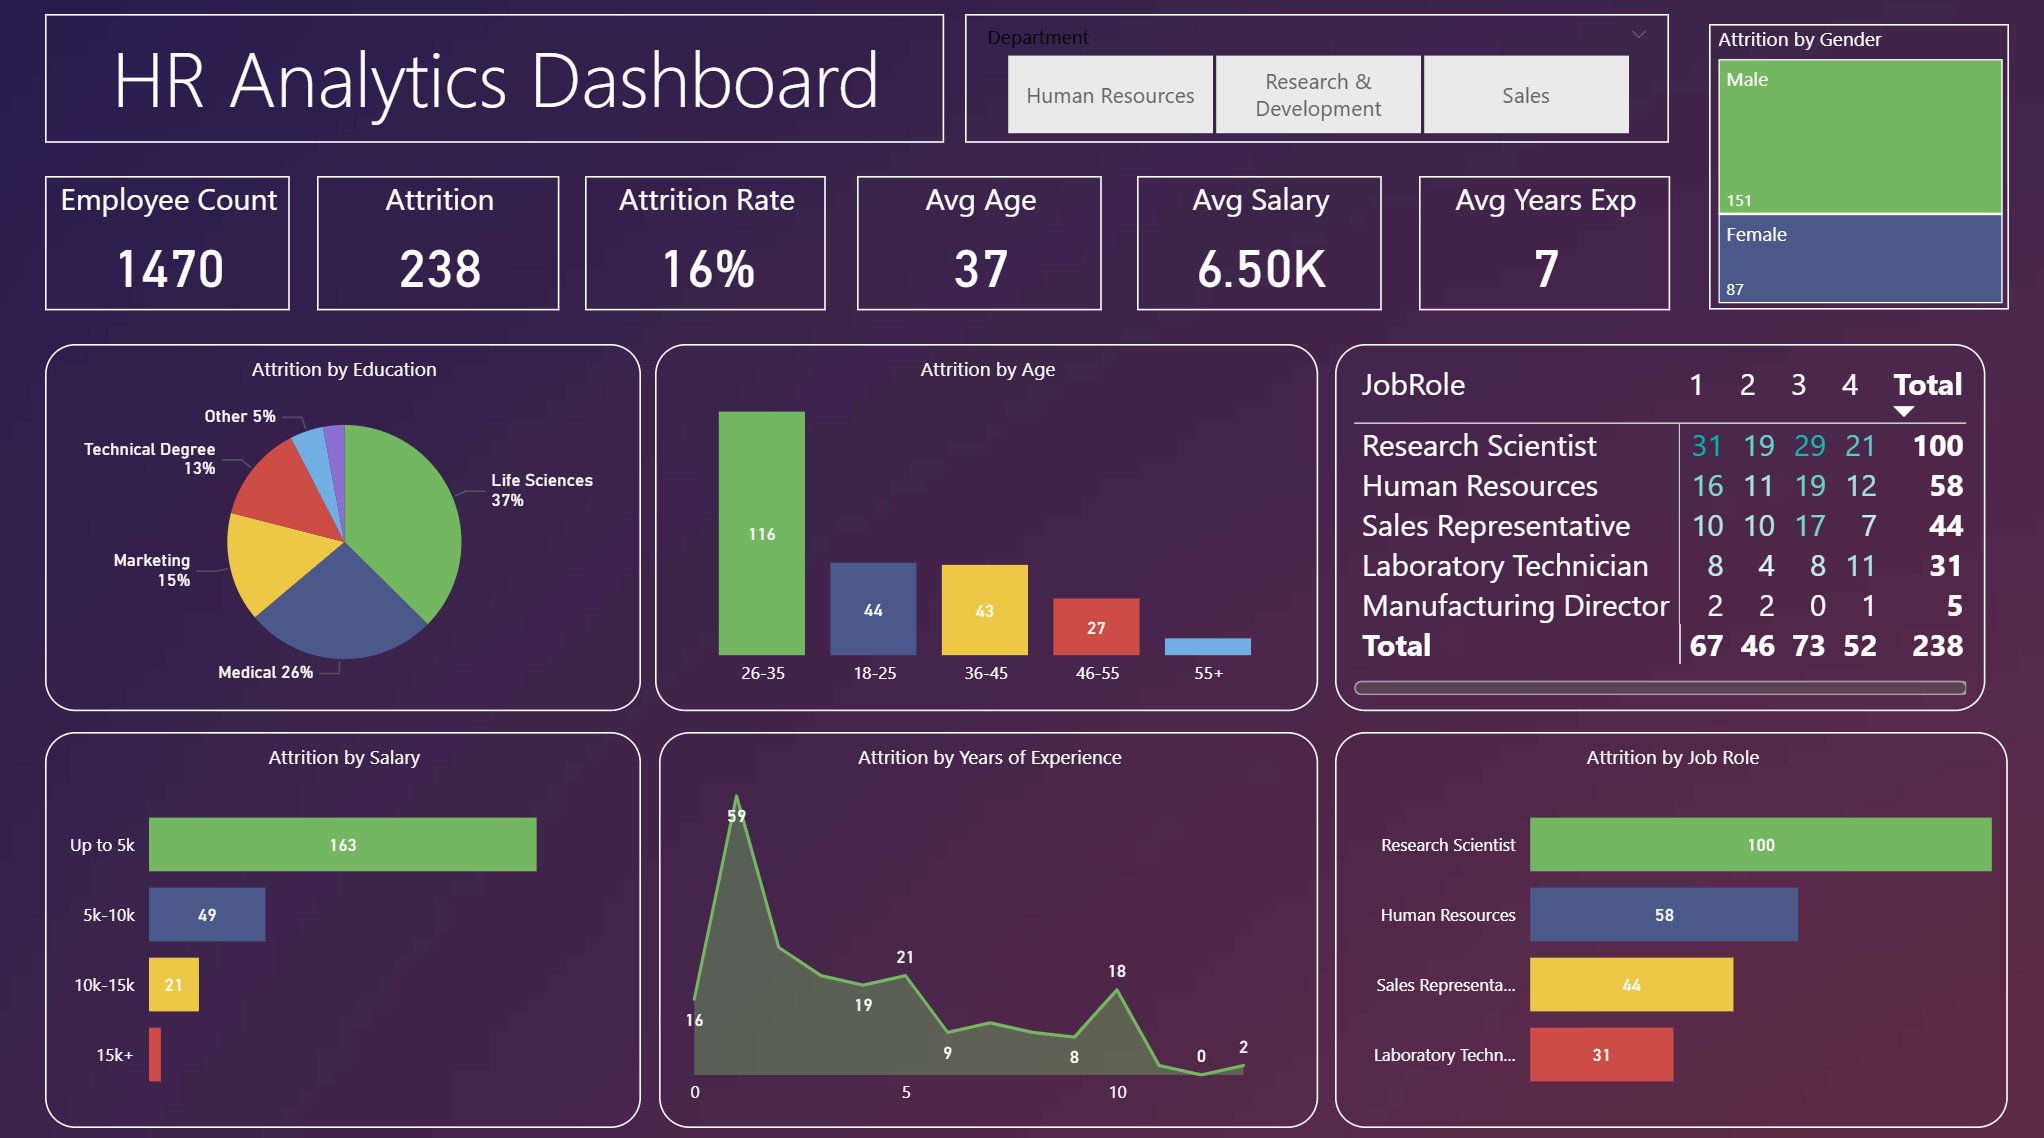 HR Analytics Dashboard
Department
Human Resources
Research &
Development
Sales
Attrition by Gender
Male
151
Female
87
Employee Count
1470
Attrition
238
Attrition Rate
16%
Avg Age
37
Avg Salary
6.50K
Avg Years Exp
7
Attrition by Education
Other 5%
Technical Degree
13%
Life Sciences
37%
Marketing
15%
Medical 26%
Attrition by Age
116
44
43
27
26-35
18-25
36-45
46-55
55+
JobRole 1 2 3 4 Total
Research Scientist 31 19 29 21 100
Human Resources 16 11 19 12 58
Sales Representative 10 10 17 7 44
Laboratory Technician 8 4 8 11 31
Manufacturing Director 2 2 0 1 5
Total 67 46 73 52 238
Attrition by Salary
Up to 5k 163
5k-10k 49
10k-15k 21
15k+
Attrition by Years of Experience
59
16
19
21
9
8
18
0
2
0 5 10
Attrition by Job Role
Research Scientist 100
Human Resources 58
Sales Representa... 44
Laboratory Techn... 31